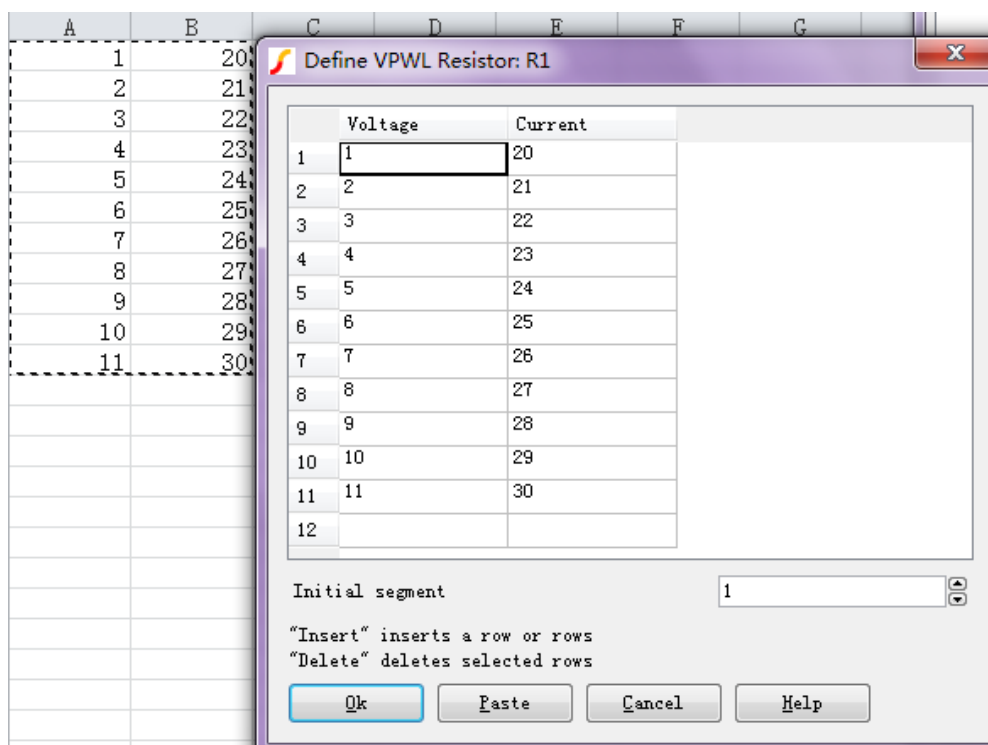 A B C D E F G
1 20
2 21
3 22
4 23
5 24
6 25
7 26
8 27
9 28
10 29
11 30
Define VPWL Resistor: R1
x
Voltage Current
1 1 20
2 2 21
3 3 22
4 4 23
5 5 24
6 6 25
7 7 26
8 8 27
9 9 28
10 10 29
11 11 30
12
Initial segment 1
"Insert" inserts a row or rows
"Delete" deletes selected rows
Ok Paste Cancel Help